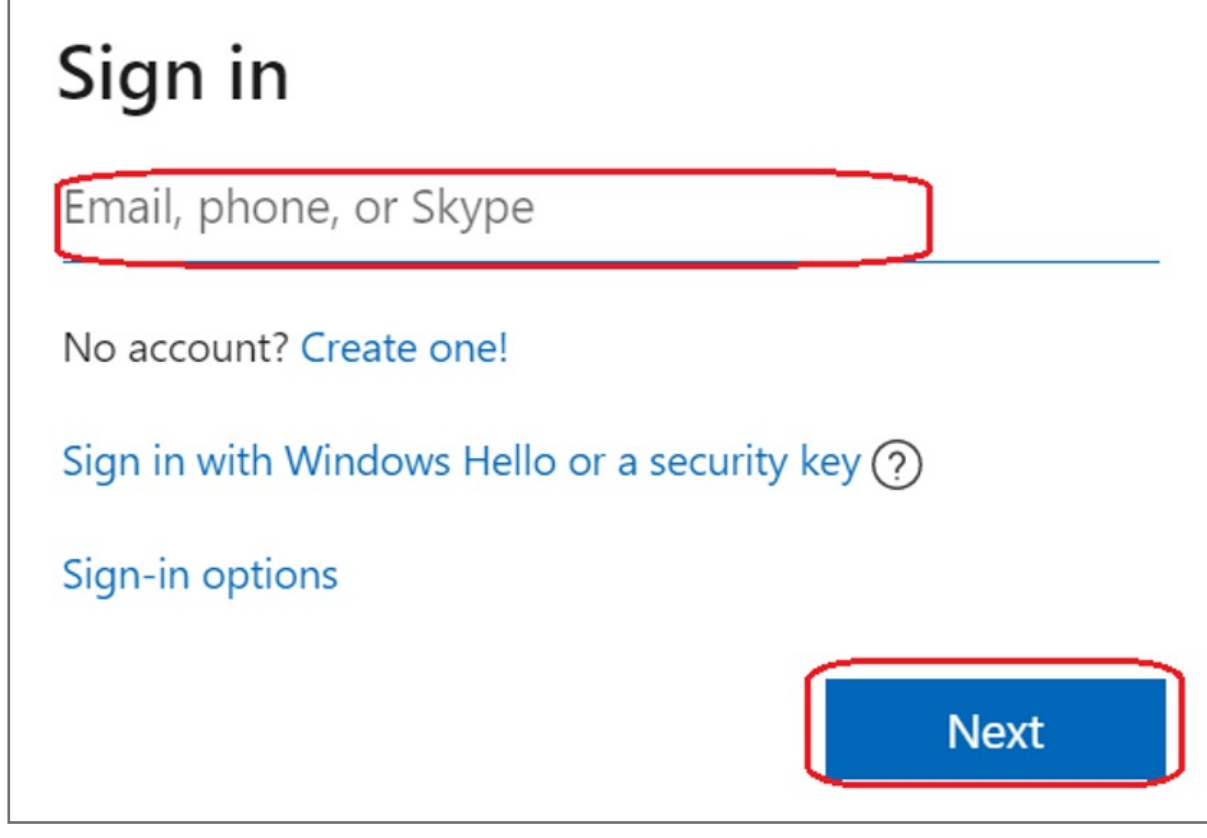 Sign in
Email, phone, or Skype
No account? Create one!
Sign in with Windows Hello or a security key ?
Sign-in options
Next